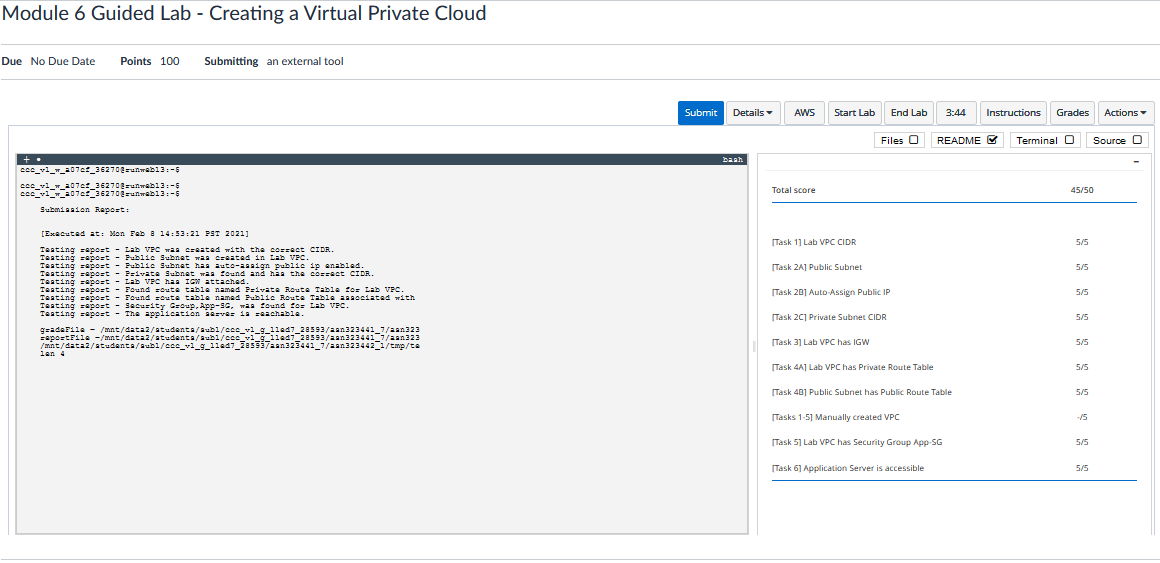 Module 6 Guided Lab - Creating a Virtual Private Cloud
Due No Due Date Points 100 Submitting an external tool
Submit Details AWS Start Lab End Lab 3:44 Instructions Grades Actions
Files README Terminal Source
+ • bash
ccc_v1_w_a07cf_36270@runweb13:~$
ccc_v1_w_a07cf_36270@runweb13:~$
ccc_v1_w_a07cf_36270@runweb13:~$
Submission Report:
[Executed at: Mon Feb 8 14:53:21 PST 2021]
Testing report - Lab VPC was created with the correct CIDR.
Testing report - Public Subnet was created in Lab VPC.
Testing report - Public Subnet has auto-assign public ip enabled.
Testing report - Private Subnet was found and has the correct CIDR.
Testing report - Lab VPC has IGW attached.
Testing report - Found route table named Private Route Table for Lab VPC.
Testing report - Found route table named Public Route Table associated with
Testing report - Security Group,App-SG, was found for Lab VPC.
Testing report - The application server is reachable.
gradeFile - /mnt/data2/students/sub1/ccc_v1_g_11ed7_28593/asn323441_7/asn323
reportFile -/mnt/data2/students/sub1/ccc_v1_g_11ed7_28593/asn323441_7/asn323
/mnt/data2/students/sub1/ccc_v1_g_11ed7_28593/asn323441_7/asn323442_1/tmp/te
len 4
–
Total score 45/50
[Task 1] Lab VPC CIDR 5/5
[Task 2A] Public Subnet 5/5
[Task 2B] Auto-Assign Public IP 5/5
[Task 2C] Private Subnet CIDR 5/5
[Task 3] Lab VPC has IGW 5/5
[Task 4A] Lab VPC has Private Route Table 5/5
[Task 4B] Public Subnet has Public Route Table 5/5
[Tasks 1-5] Manually created VPC -/5
[Task 5] Lab VPC has Security Group App-SG 5/5
[Task 6] Application Server is accessible 5/5